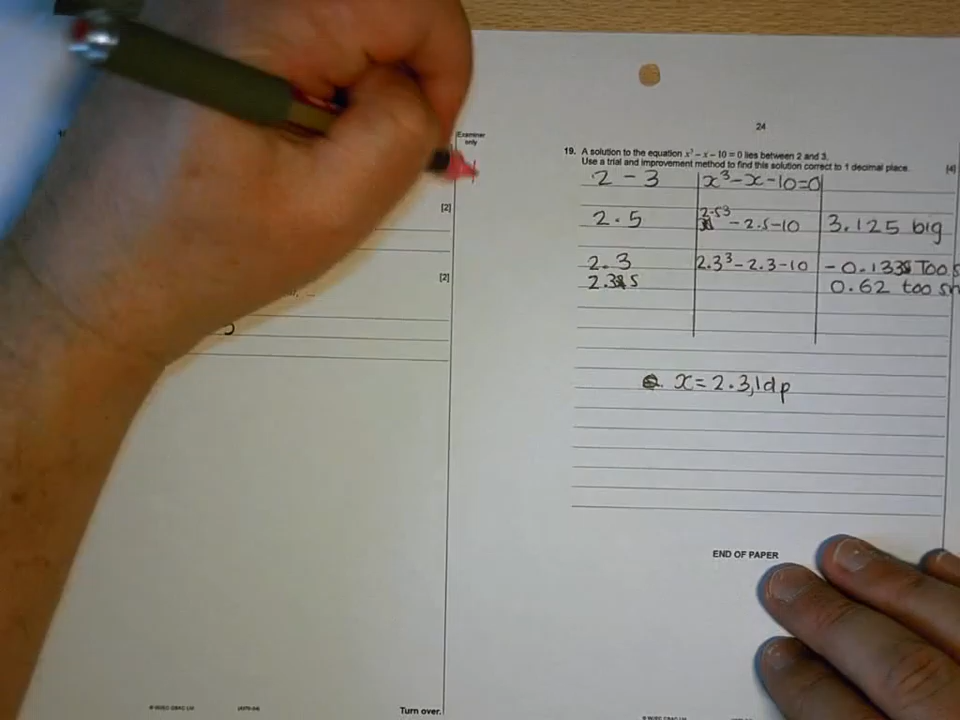 Examiner
only
[2]
[2]
Turn over.
24
19. A solution to the equation x³ – x – 10 = 0 lies between 2 and 3.
Use a trial and improvement method to find this solution correct to 1 decimal place.
[4]
2 - 3 x³-x-10=0
2.5 2.5³ - 2.5-10 3.125 big
2.3 2.3³-2.3-10 -0.133 Too
2.35 0.62 too
x = 2.3, 1dp
END OF PAPER